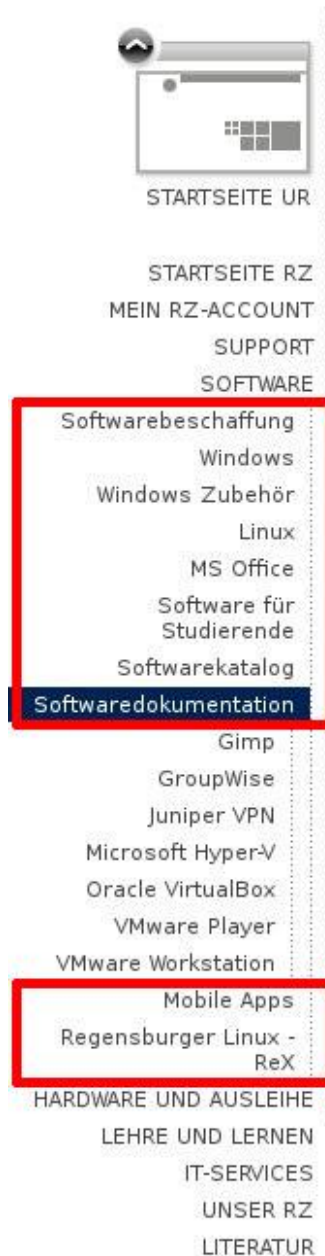 STARTSEITE UR
STARTSEITE RZ
MEIN RZ-ACCOUNT
SUPPORT
SOFTWARE
Softwarebeschaffung
Windows
Windows Zubehör
Linux
MS Office
Software für
Studierende
Softwarekatalog
Softwaredokumentation
Gimp
GroupWise
Juniper VPN
Microsoft Hyper-V
Oracle VirtualBox
VMware Player
VMware Workstation
Mobile Apps
Regensburger Linux -
ReX
HARDWARE UND AUSLEIHE
LEHRE UND LERNEN
IT-SERVICES
UNSER RZ
LITERATUR